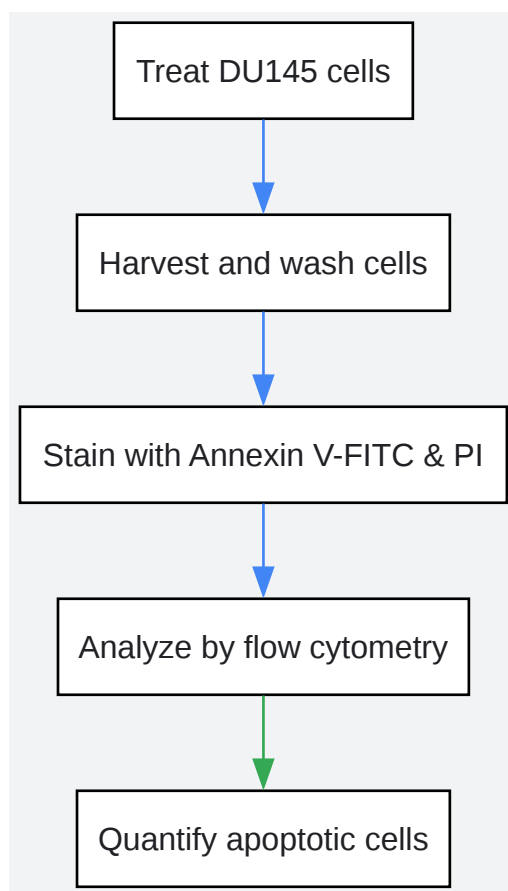 Treat DU145 cells
Harvest and wash cells
Stain with Annexin V-FITC & PI
Analyze by flow cytometry
Quantify apoptotic cells